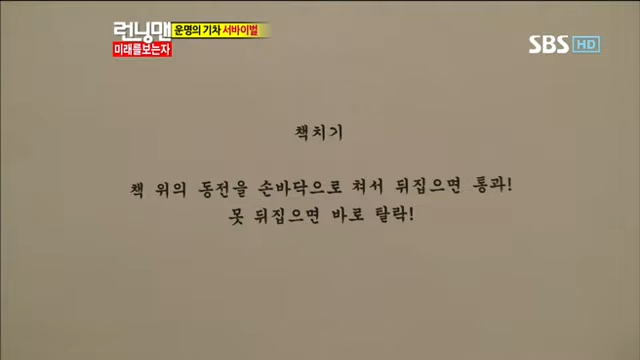 런닝맨 운명의 기차 서바이벌
미래를보는자
SBS HD
책치기
책 위의 동전을 손바닥으로 쳐서 뒤집으면 통과!
못 뒤집으면 바로 탈락!